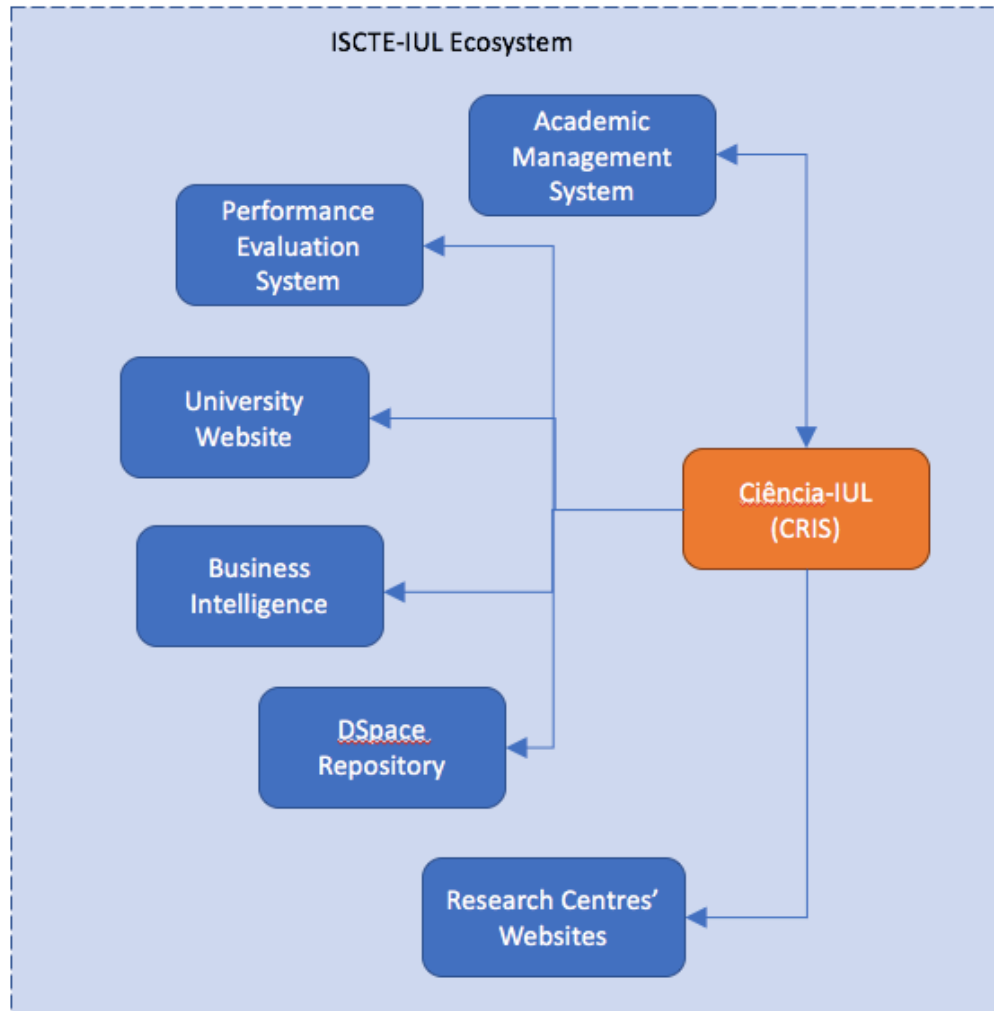 ISCTE-IUL Ecosystem
Academic
Management
System
Performance
Evaluation
System
University
Website
Ciência-IUL
(CRIS)
Business
Intelligence
DSpace
Repository
Research Centres’
Websites